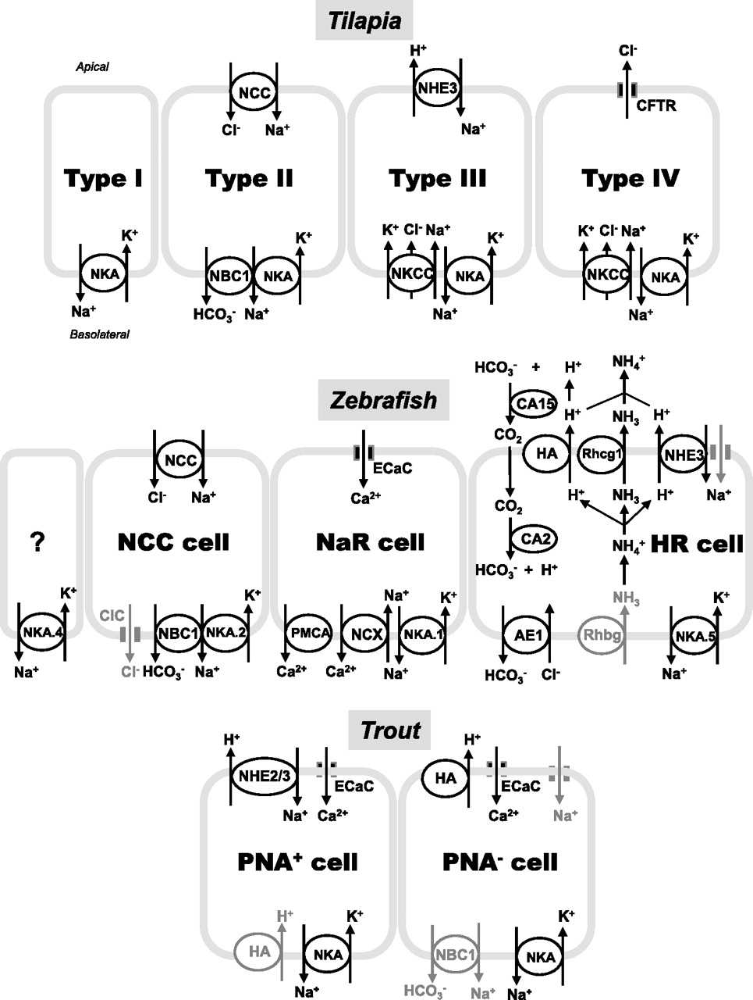 Tilapia
Apical
H⁺ Cl⁻
NCC NHE3
CFTR
Cl⁻ Na⁺ Na⁺
Type I Type II Type III Type IV
K⁺ K⁺ K⁺ Cl⁻ Na⁺ K⁺ K⁺ Cl⁻ Na⁺ K⁺
NKA NBC1 NKA NKCC NKA NKCC NKA
Na⁺ HCO₃⁻ Na⁺ Na⁺ Na⁺
Basolateral
Zebrafish
HCO₃⁻ + H⁺ NH₄⁺
CA15 H⁺ NH₃ H⁺
CO₂
NCC ECaC HA Rhcg1 NHE3
Cl⁻ Na⁺ Ca²⁺ H⁺ NH₃ H⁺ Na⁺
CO₂
? NCC cell NaR cell CA2 NH₄⁺ HR cell
HCO₃⁻ + H⁺
K⁺ K⁺ Na⁺ K⁺ NH₃ K⁺
ClC
NKA.4 NBC1 NKA.2 PMCA NCX NKA.1 AE1 Rhbg NKA.5
Na⁺ Cl⁻ HCO₃⁻ Na⁺ Ca²⁺ Ca²⁺ Na⁺ HCO₃⁻ Cl⁻ Na⁺
Trout
H⁺ H⁺
NHE2/3 ECaC HA ECaC
Na⁺ Ca²⁺ Ca²⁺ Na⁺
PNA⁺ cell PNA⁻ cell
H⁺ K⁺ K⁺
HA NKA NBC1 NKA
Na⁺ HCO₃⁻ Na⁺ Na⁺